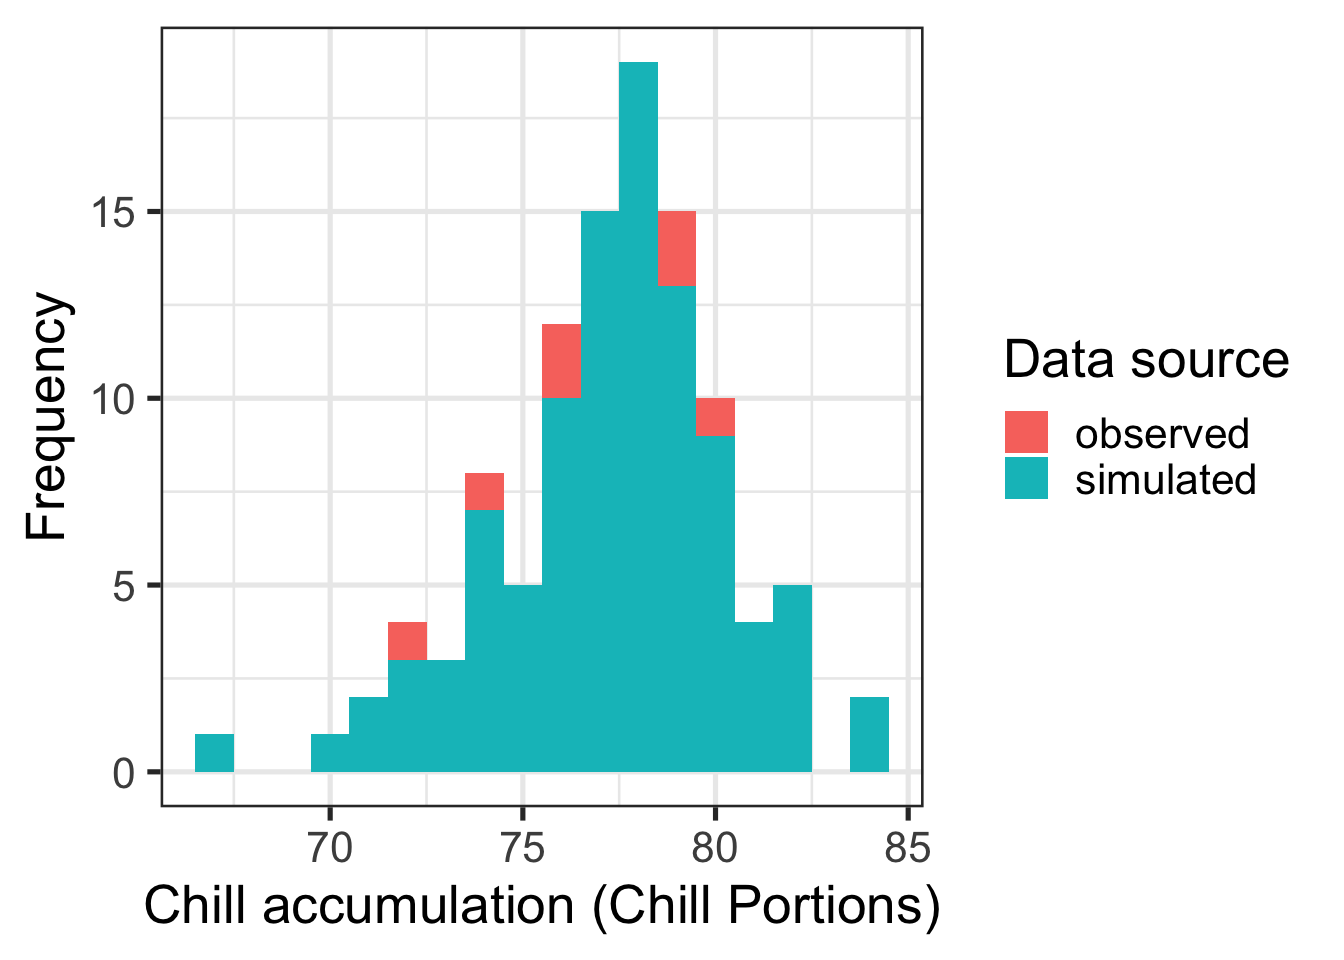 15
10
5
0
Frequency
70 75 80 85
Chill accumulation (Chill Portions)
Data source
observed
simulated